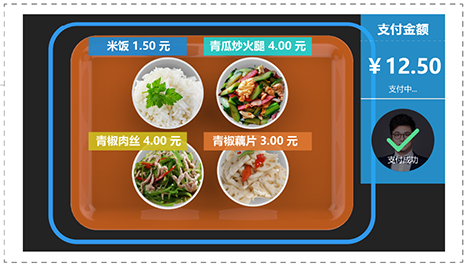 米饭 1.50 元
青瓜炒火腿 4.00 元
青椒肉丝 4.00 元
青椒藕片 3.00 元
支付金额
¥ 12.50
支付中...
支付成功